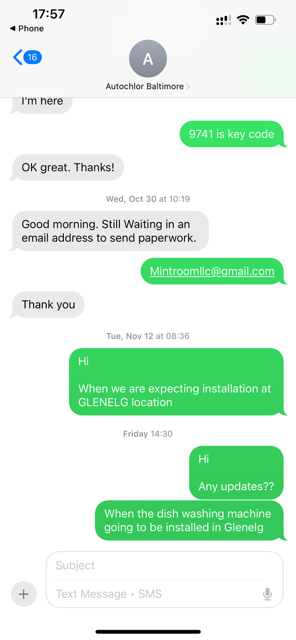 17:57
◀ Phone
16
A
Autochlor Baltimore
I'm here
9741 is key code
OK great. Thanks!
Wed, Oct 30 at 10:19
Good morning. Still Waiting in an
email address to send paperwork.
Mintroomllc@gmail.com
Thank you
Tue, Nov 12 at 08:36
Hi
When we are expecting installation at
GLENELG location
Friday 14:30
Hi
Any updates??
When the dish washing machine
going to be installed in Glenelg
Subject
Text Message • SMS